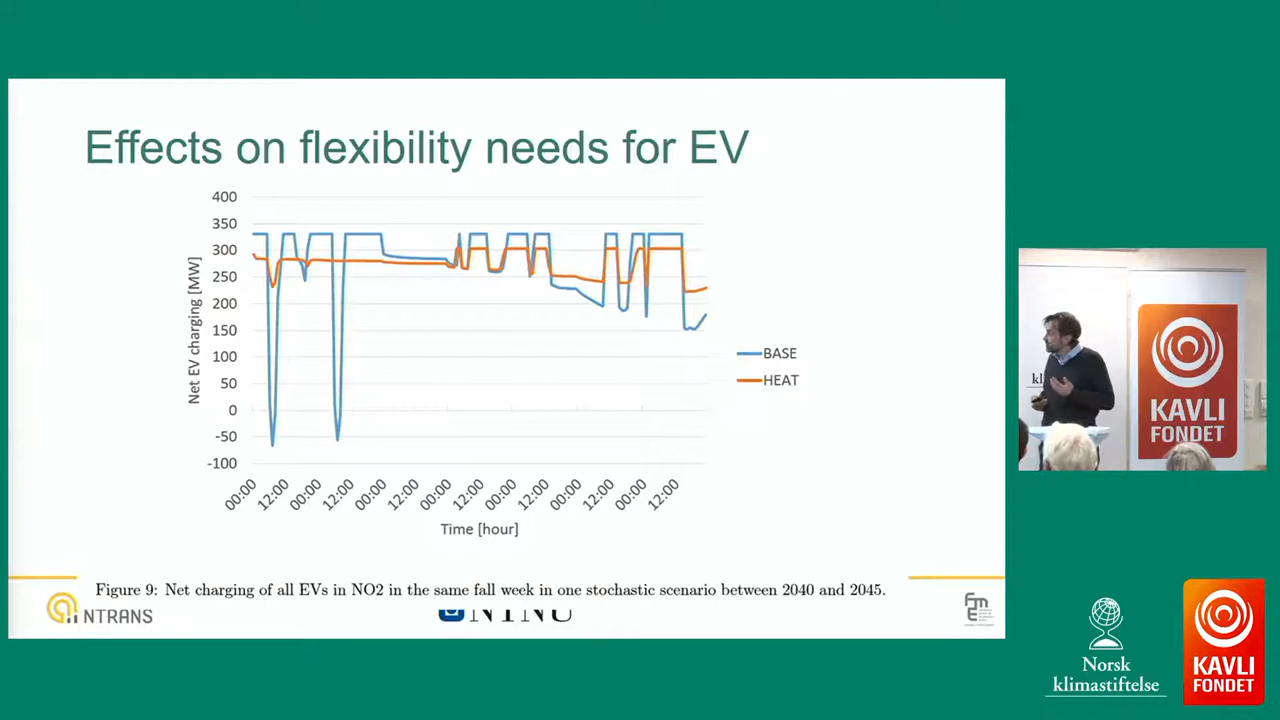 Effects on flexibility needs for EV
400
350
300
250
200
150
100
50
0
-50
-100
Net EV charging [MW]
00:00
12:00
00:00
12:00
00:00
12:00
00:00
12:00
00:00
12:00
00:00
12:00
00:00
12:00
Time [hour]
BASE
HEAT
Figure 9: Net charging of all EVs in NO2 in the same fall week in one stochastic scenario between 2040 and 2045.
NTRANS
NTNU
fme
kl
KAVLI
FONDET
Norsk
klimastiftelse
KAVLI
FONDET